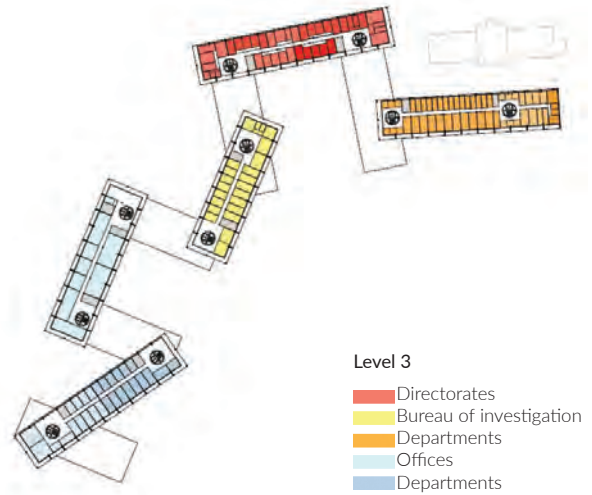 Level 3
Directorates
Bureau of investigation
Departments
Offices
Departments